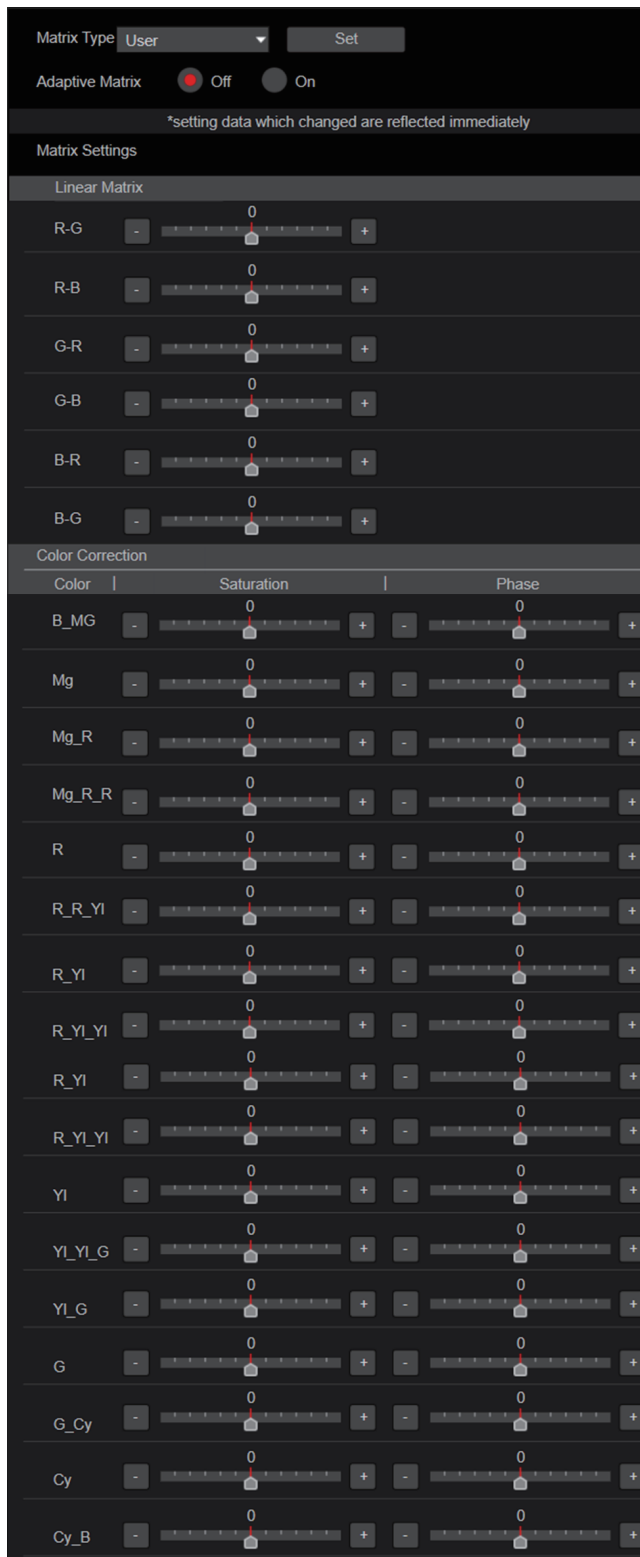 Matrix Type User Set
Adaptive Matrix Off On
*setting data which changed are reflected immediately
Matrix Settings
Linear Matrix
0
R-G - +
0
R-B - +
0
G-R - +
0
G-B - +
0
B-R - +
0
B-G - +
Color Correction
Color | Saturation | Phase
0 0
B_MG - + - +
0 0
Mg - + - +
0 0
Mg_R - + - +
0 0
Mg_R_R - + - +
0 0
R - + - +
0 0
R_R_Yl - + - +
0 0
R_Yl - + - +
0 0
R_Yl_Yl - + - +
0 0
R_Yl - + - +
0 0
R_Yl_Yl - + - +
0 0
Yl - + - +
0 0
Yl_Yl_G - + - +
0 0
Yl_G - + - +
0 0
G - + - +
0 0
G_Cy - + - +
0 0
Cy - + - +
0 0
Cy_B - + - +